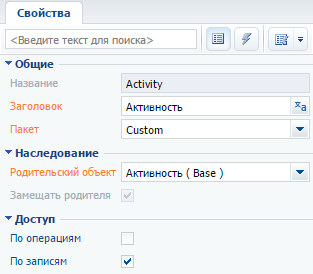 Свойства
<Введите текст для поиска>
Общие
Название Activity
Заголовок Активность
Пакет Custom
Наследование
Родительский объект Активность ( Base )
Замещать родителя
Доступ
По операциям
По записям